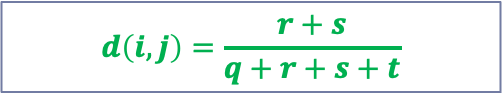 d(i,j) = (r + s) / (q + r + s + t)